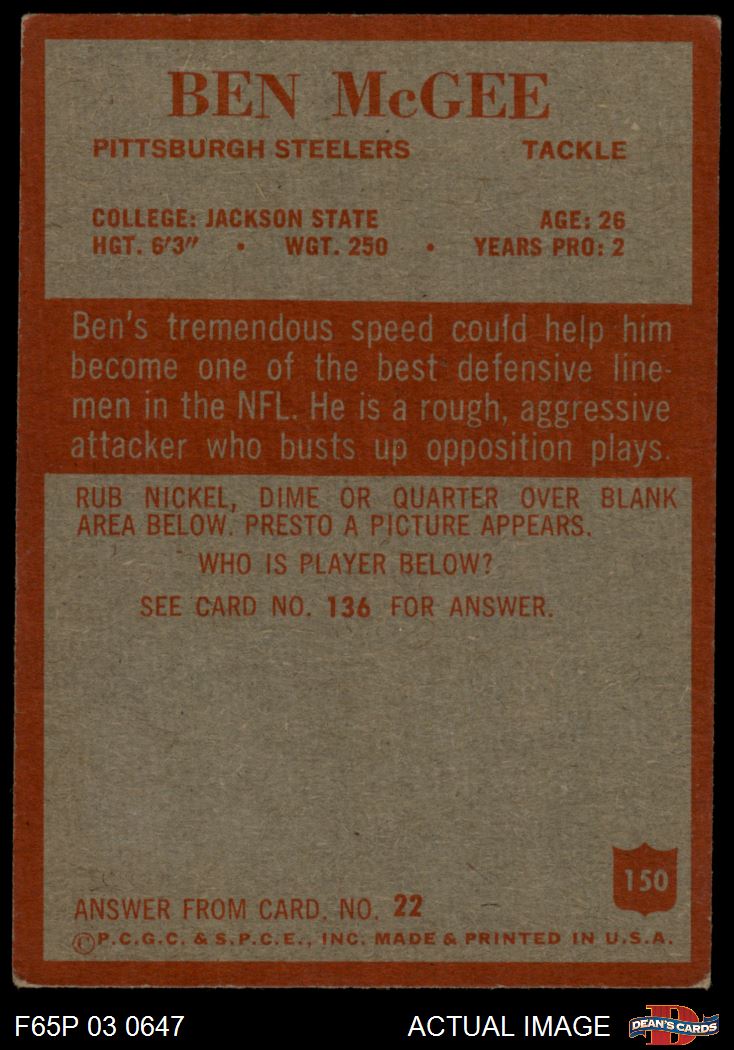 BEN McGEE
PITTSBURGH STEELERS TACKLE
COLLEGE: JACKSON STATE AGE: 26
HGT. 6'3" • WGT. 250 • YEARS PRO: 2
Ben's tremendous speed could help him
become one of the best defensive line-
men in the NFL. He is a rough, aggressive
attacker who busts up opposition plays.
RUB NICKEL, DIME OR QUARTER OVER BLANK
AREA BELOW. PRESTO A PICTURE APPEARS.
WHO IS PLAYER BELOW?
SEE CARD NO. 136 FOR ANSWER.
150
ANSWER FROM CARD. NO. 22
©P.C.G.C. & S.P.C.E., INC. MADE & PRINTED IN U.S.A.
F65P 03 0647 ACTUAL IMAGE
D
DEAN'S CARDS